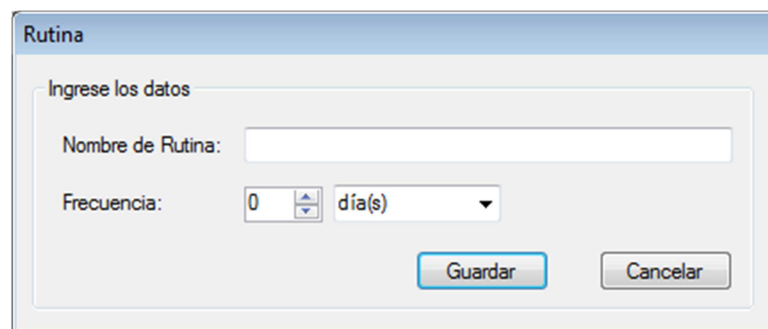 Rutina
Ingrese los datos
Nombre de Rutina:
Frecuencia: 0 día(s)
Guardar Cancelar